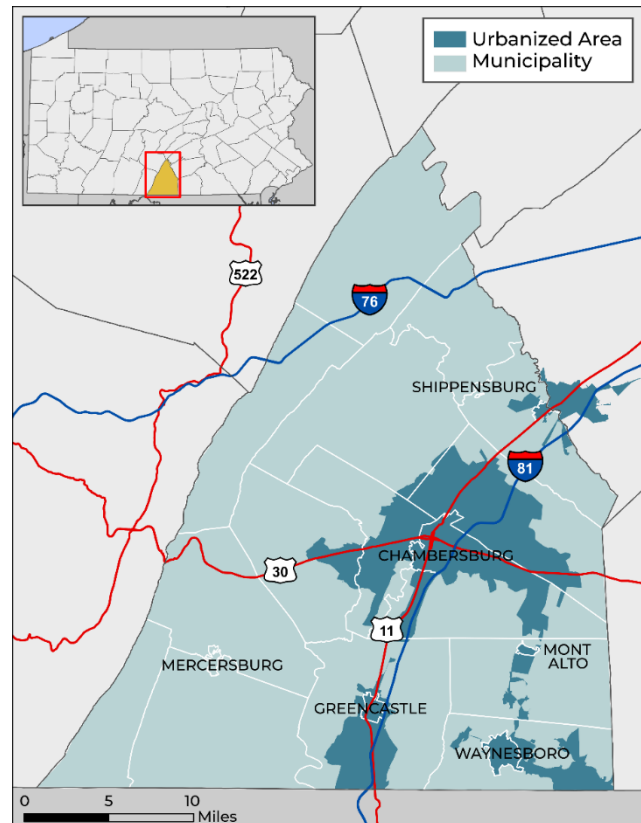 Urbanized Area
Municipality
522
76
SHIPPENSBURG
81
CHAMBERSBURG
30
11
MERCERSBURG
MONT
ALTO
GREENCASTLE
WAYNESBORO
0 5 10
Miles